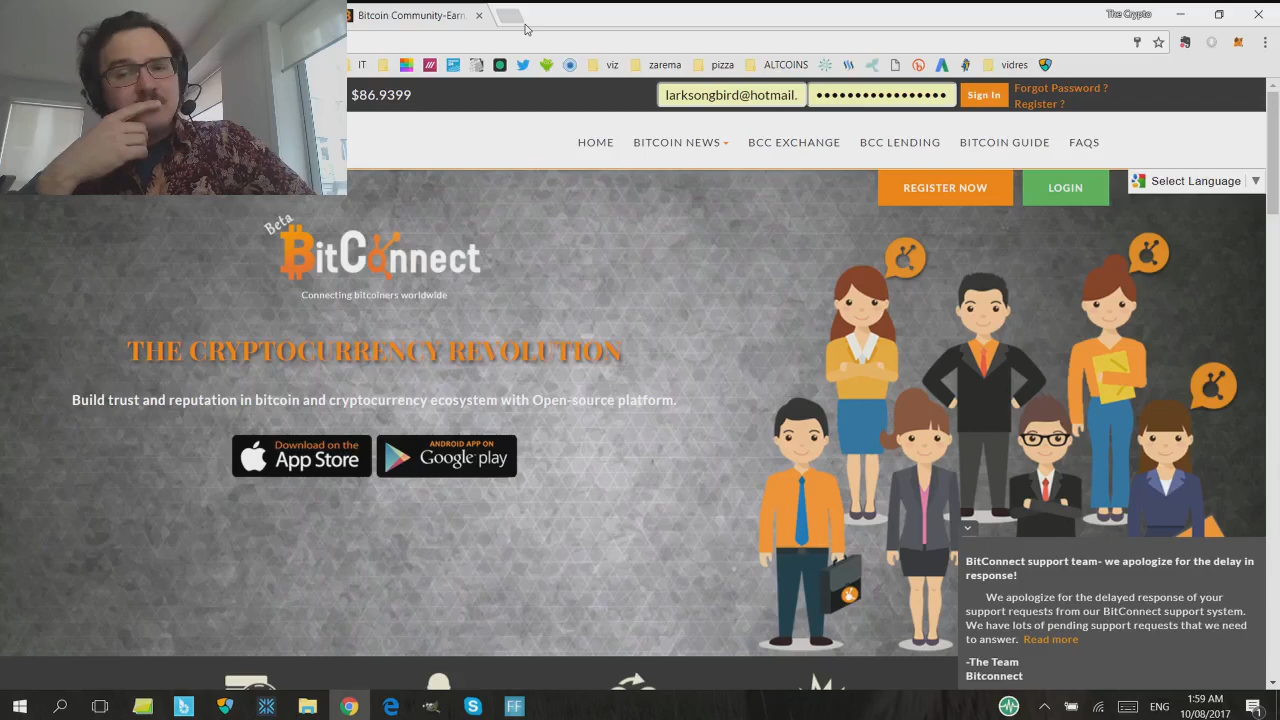 Bitcoin Community-Earn
The Crypto
IT
viz
zarema
pizza
ALTCOINS
vidres
$86.9399
larksongbird@hotmail.
Sign In
Forgot Password ?
Register ?
HOME
BITCOIN NEWS
BCC EXCHANGE
BCC LENDING
BITCOIN GUIDE
FAQS
REGISTER NOW
LOGIN
Select Language
Beta
BitConnect
Connecting bitcoiners worldwide
THE CRYPTOCURRENCY REVOLUTION
Build trust and reputation in bitcoin and cryptocurrency ecosystem with Open-source platform.
Download on the
App Store
ANDROID APP ON
Google play
BitConnect support team- we apologize for the delay in
response!
We apologize for the delayed response of your
support requests from our BitConnect support system.
We have lots of pending support requests that we need
to answer. Read more
-The Team
Bitconnect
FF
ENG
1:59 AM
10/08/2017
1